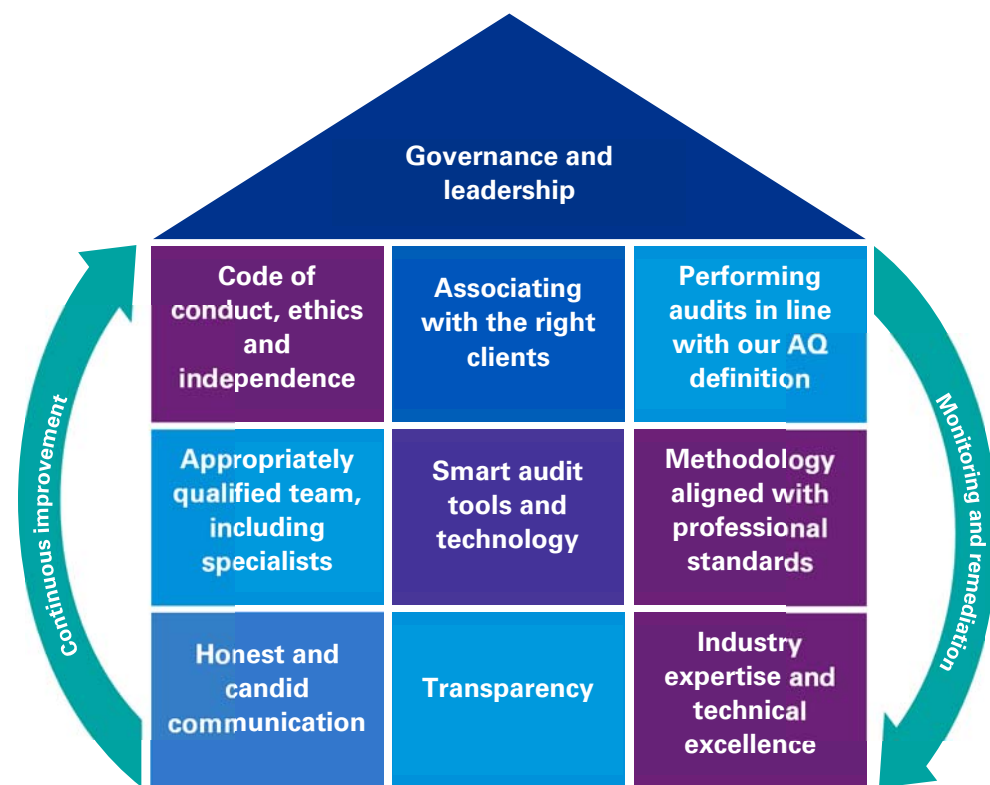 Governance and
leadership
Code of
conduct, ethics
and
independence
Associating
with the right
clients
Performing
audits in line
with our AQ
definition
Appropriately
qualified team,
including
specialists
Smart audit
tools and
technology
Methodology
aligned with
professional
standards
Honest and
candid
communication
Transparency
Industry
expertise and
technical
excellence
Continuous improvement
Monitoring and remediation